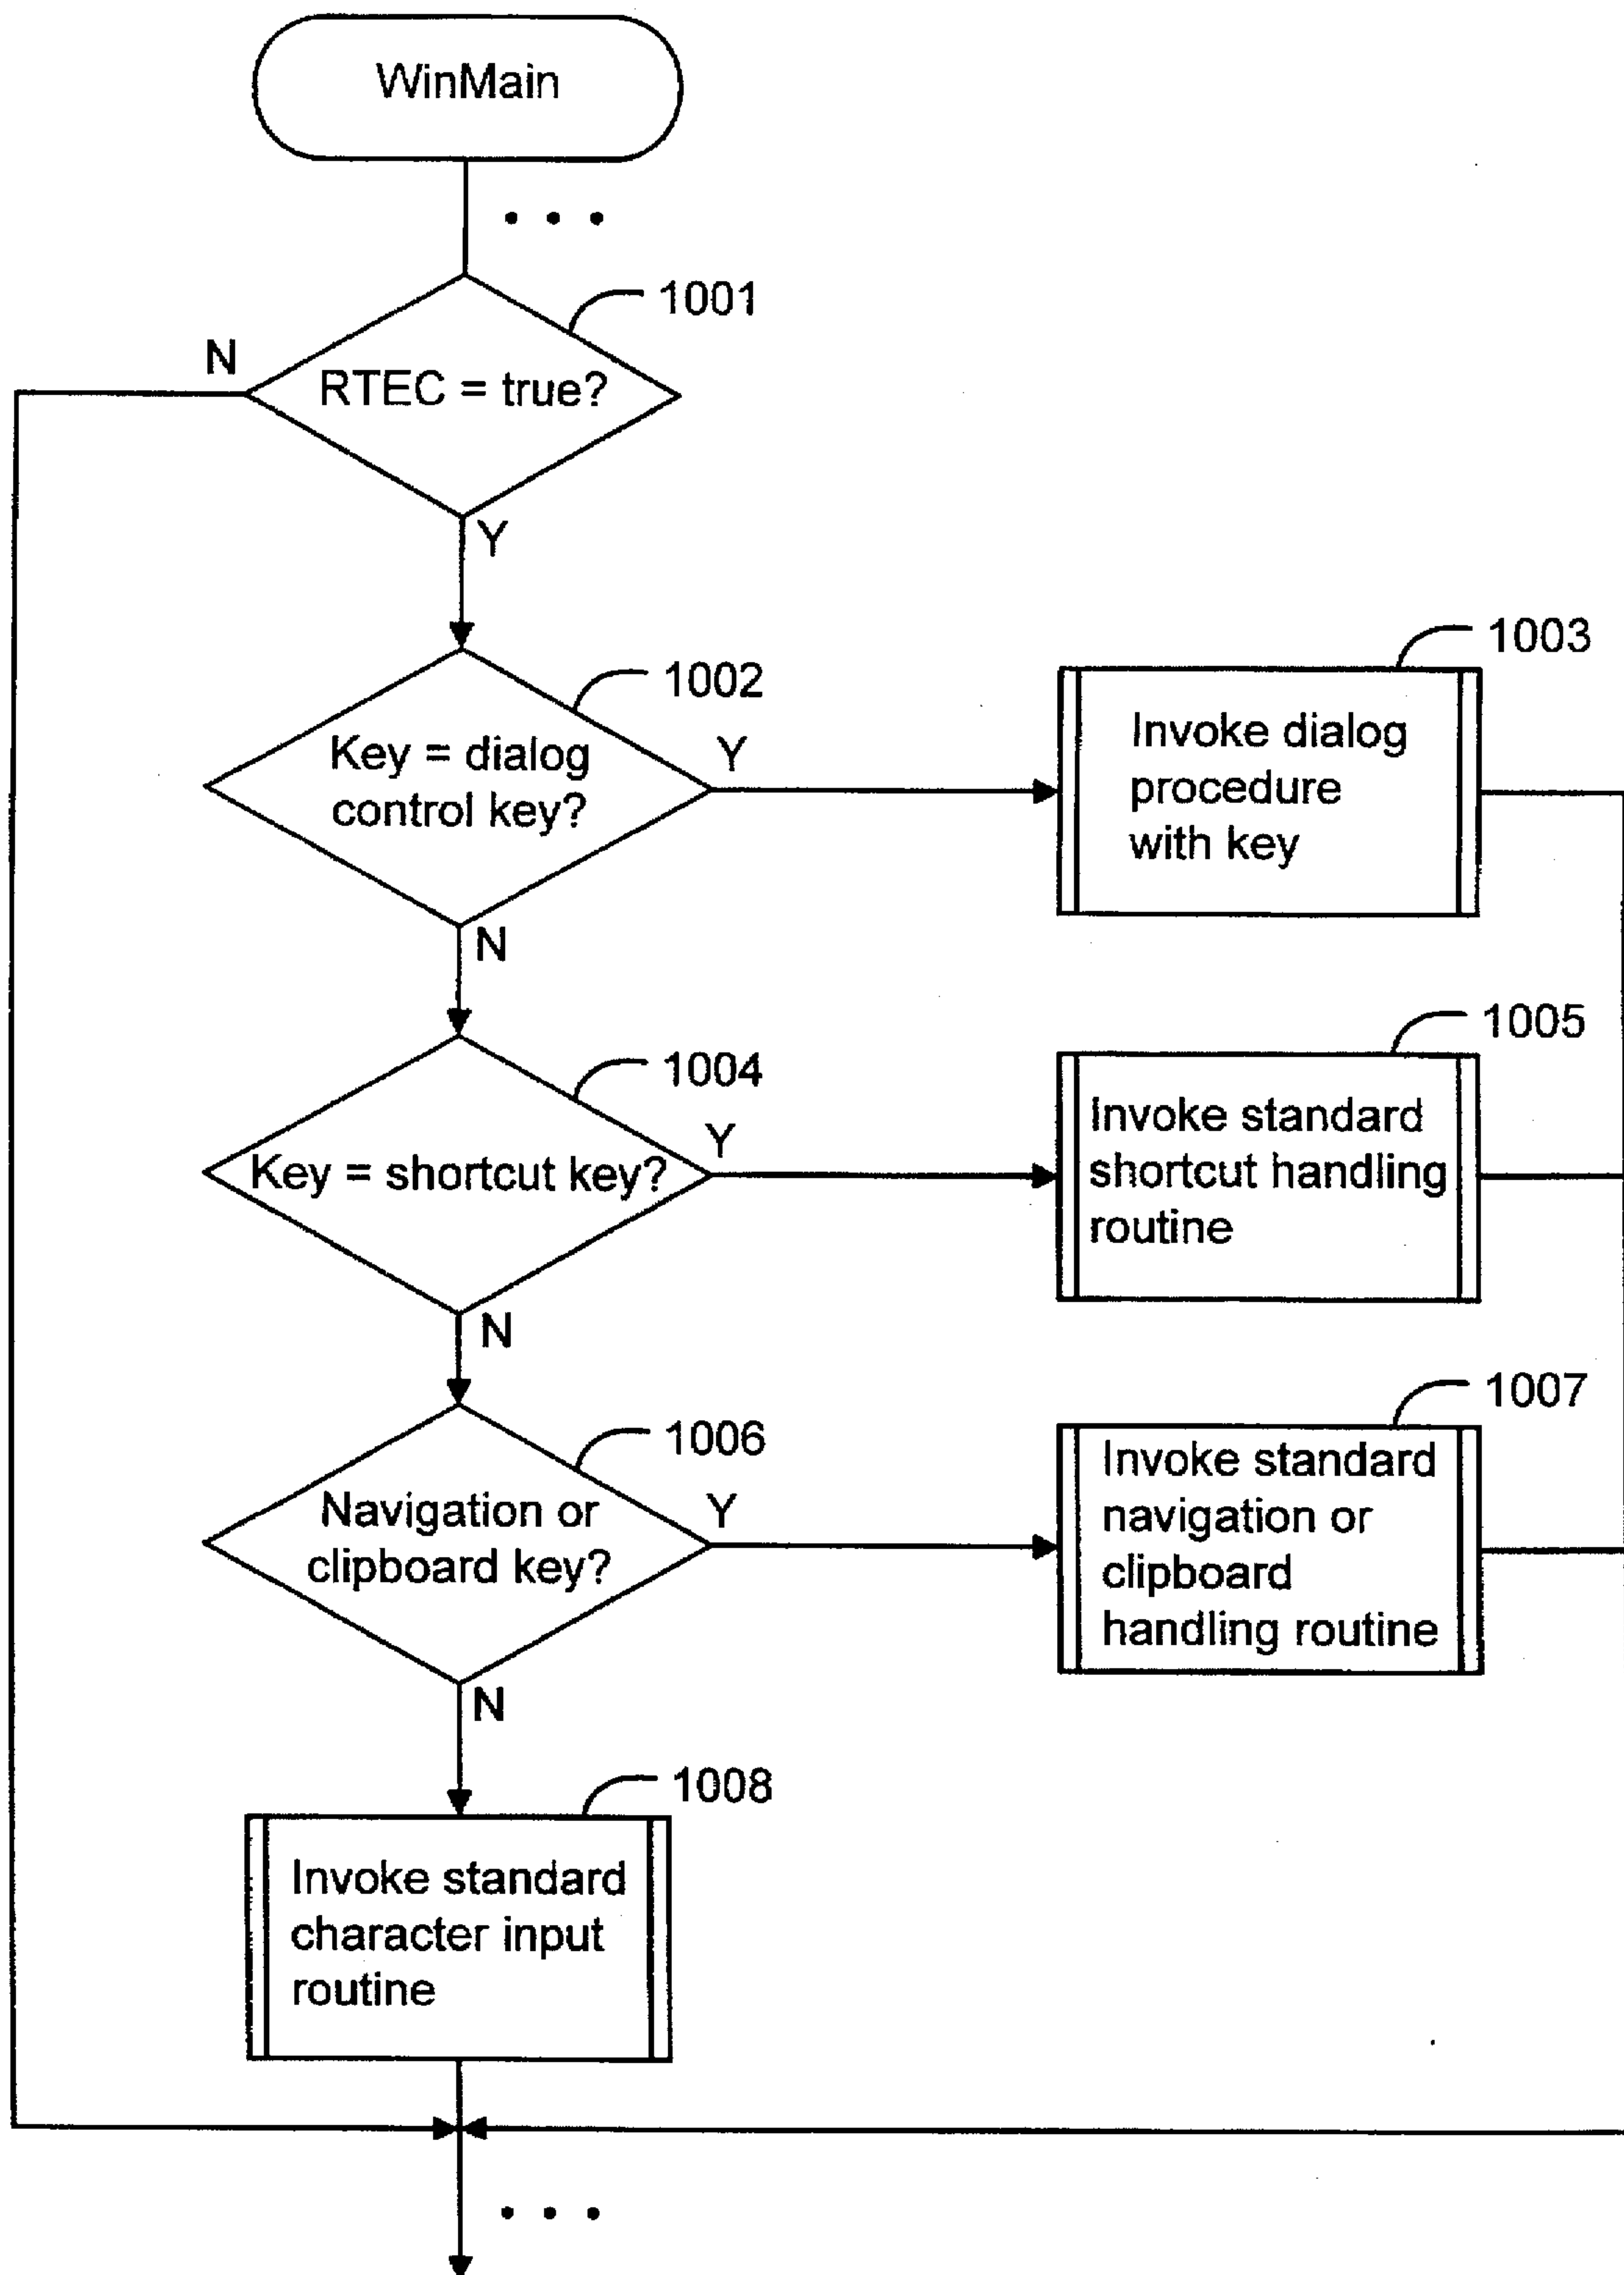 WinMain
. . .
1001
N
RTEC = true?
Y
1002
Key = dialog
control key?
Y
N
1003
Invoke dialog
procedure
with key
1004
Key = shortcut key?
Y
N
1005
Invoke standard
shortcut handling
routine
1006
Navigation or
clipboard key?
Y
N
1007
Invoke standard
navigation or
clipboard
handling routine
1008
Invoke standard
character input
routine
. . .